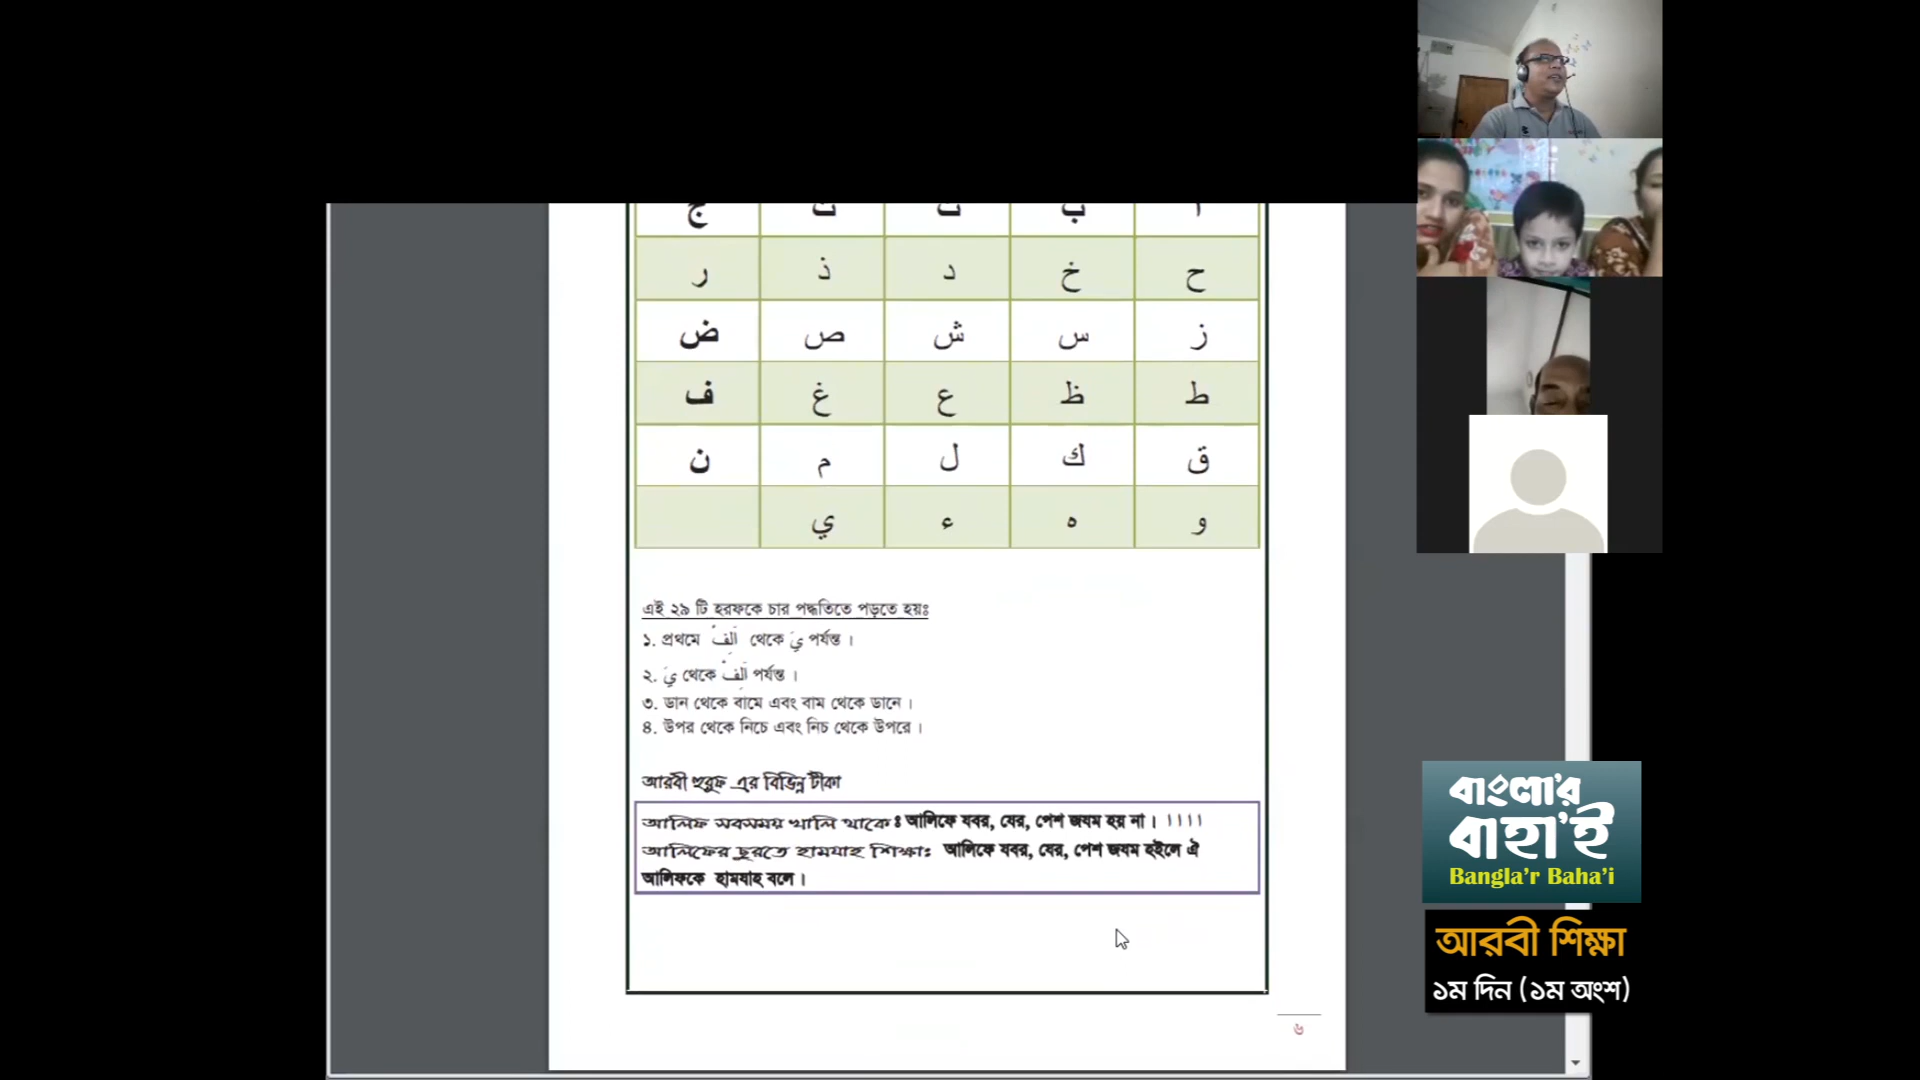 ا ب ت ث ج
ح خ د ذ ر
ز س ش ص ض
ط ظ ع غ ف
ق ك ل م ن
و ه ء ي
এই ২৯ টি হরফকে চার পদ্ধতিতে পড়তে হয়ঃ
১. প্রথমে اَلِفْ থেকে يَ পর্যন্ত ।
২. يَ থেকে اَلِفْ পর্যন্ত ।
৩. ডান থেকে বামে এবং বাম থেকে ডানে ।
৪. উপর থেকে নিচে এবং নিচ থেকে উপরে ।
আরবী হুরুফ এর বিভিন্ন টীকা
আলিফ সবসময় খালি থাকে ঃ আলিফে যবর, যের, পেশ জযম হয় না । ا ا ا ا
আলিফের ছুরতে হামযাহ শিক্ষাঃ আলিফে যবর, যের, পেশ জযম হইলে ঐ
আলিফকে হামযাহ বলে ।
৬
বাংলা'র
বাহা'ই
Bangla'r Baha'i
আরবী শিক্ষা
১ম দিন (১ম অংশ)